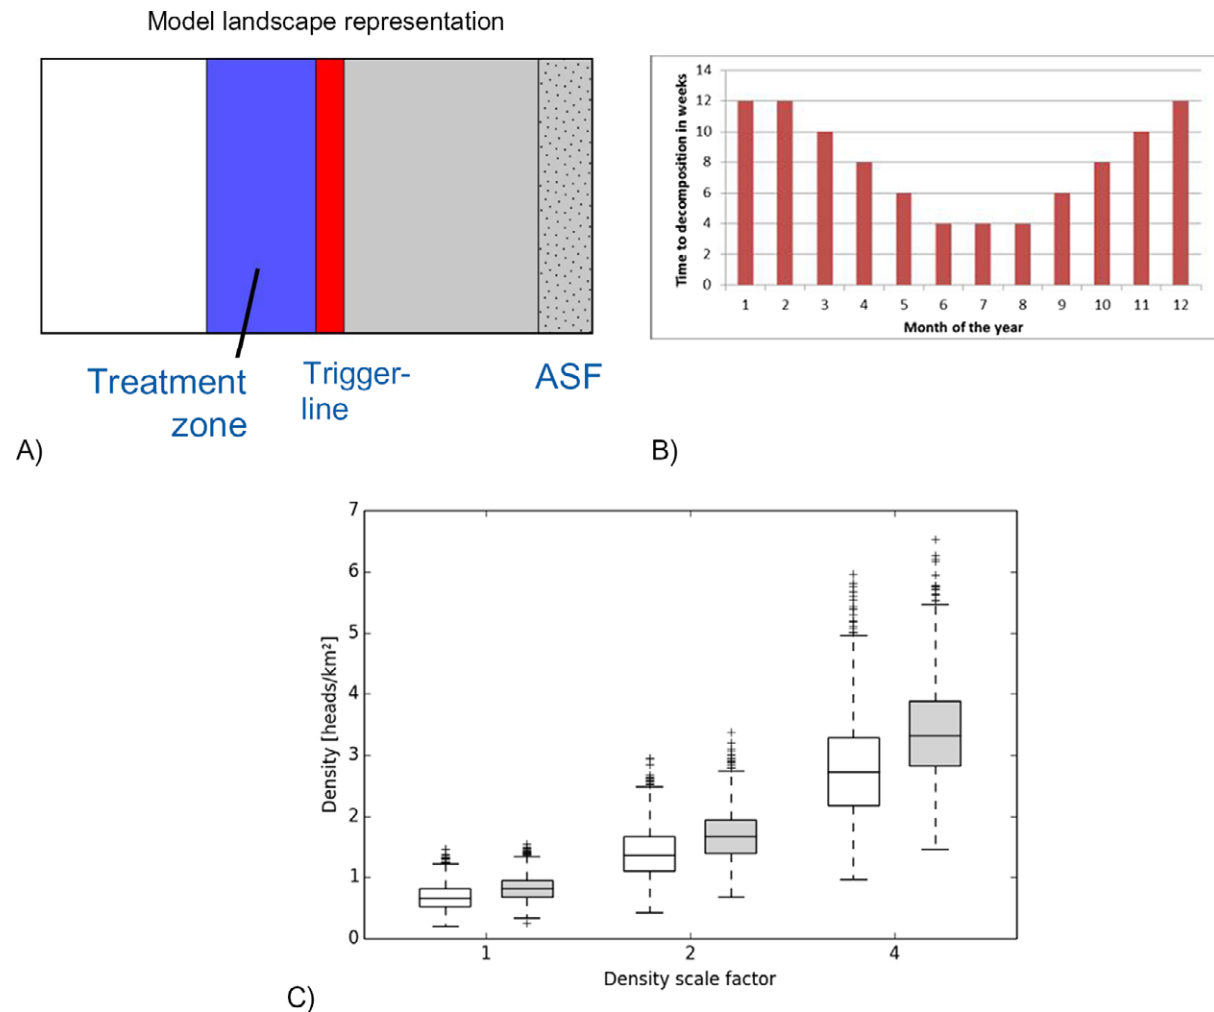 Model landscape representation
Treatment
zone
Trigger-
line
ASF
A)
Time to decomposition in weeks
14
12
10
8
6
4
2
0
1 2 3 4 5 6 7 8 9 10 11 12
Month of the year
B)
Density [heads/km²]
7
6
5
4
3
2
1
0
1 2 4
Density scale factor
C)